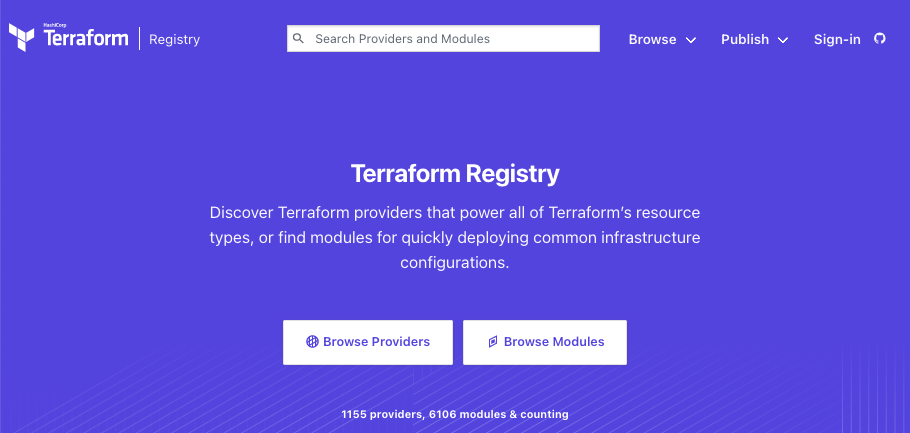 HashiCorp
Terraform
Registry
Search Providers and Modules
Browse
Publish
Sign-in
Terraform Registry
Discover Terraform providers that power all of Terraform’s resource
types, or find modules for quickly deploying common infrastructure
configurations.
Browse Providers
Browse Modules
1155 providers, 6106 modules & counting